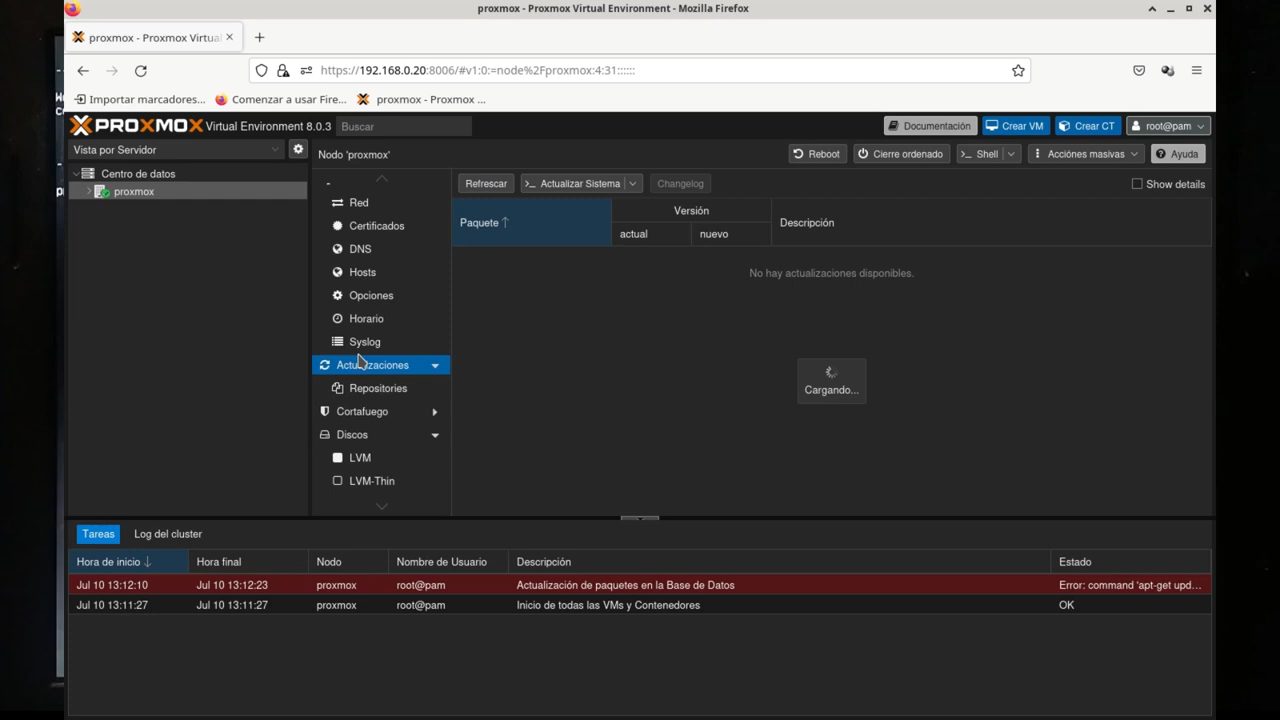 proxmox - Proxmox Virtual Environment - Mozilla Firefox
proxmox - Proxmox Virtua
https://192.168.0.20:8006/#v1:0:=node%2Fproxmox:4:31::::::
Importar marcadores... Comenzar a usar Fire... proxmox - Proxmox ...
PROXMOX Virtual Environment 8.0.3 Buscar Documentación Crear VM Crear CT root@pam
Vista por Servidor
Nodo 'proxmox' Reboot Cierre ordenado Shell Acciónes masivas Ayuda
Centro de datos
proxmox
Refrescar Actualizar Sistema Changelog Show details
Red
Certificados
DNS
Hosts
Opciones
Horario
Syslog
Actualizaciones
Repositories
Cortafuego
Discos
LVM
LVM-Thin
Paquete Versión Descripción
actual nuevo
No hay actualizaciones disponibles.
Cargando...
Tareas Log del cluster
Hora de inicio Hora final Nodo Nombre de Usuario Descripción Estado
Jul 10 13:12:10 Jul 10 13:12:23 proxmox root@pam Actualización de paquetes en la Base de Datos Error: command 'apt-get upd...
Jul 10 13:11:27 Jul 10 13:11:27 proxmox root@pam Inicio de todas las VMs y Contenedores OK